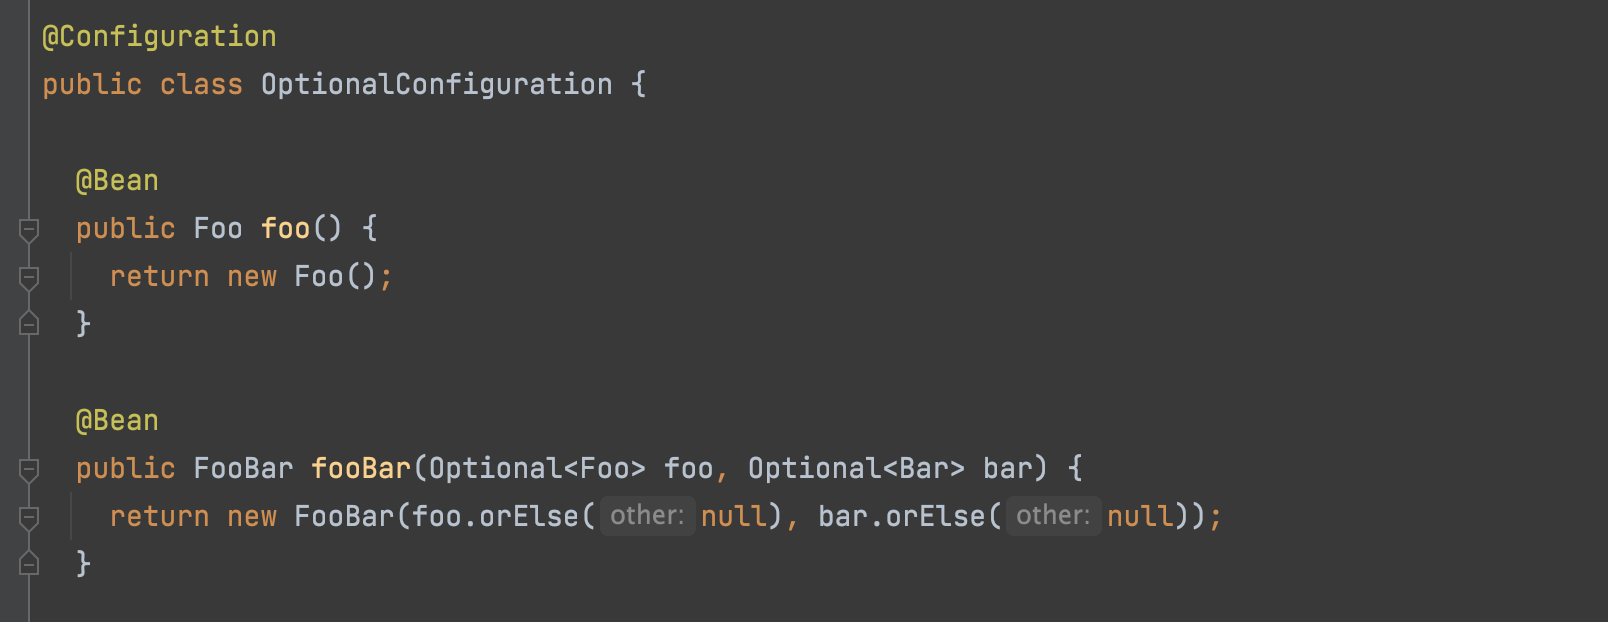 @Configuration
public class OptionalConfiguration {
@Bean
public Foo foo() {
return new Foo();
}
@Bean
public FooBar fooBar(Optional<Foo> foo, Optional<Bar> bar) {
return new FooBar(foo.orElse( other: null), bar.orElse( other: null));
}